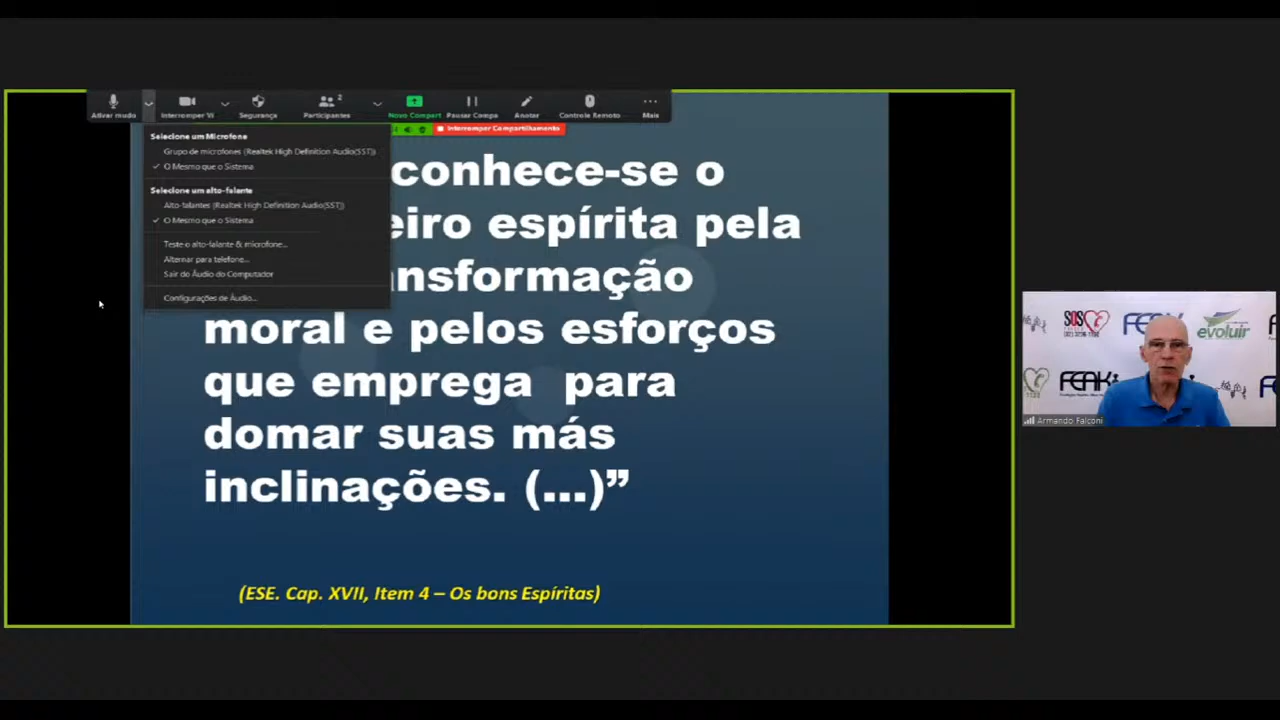 Ativar mudo
Interromper Ví
Segurança
Participantes
2
Novo Compart
Pausar Compa
Anotar
Controle Remoto
Mais
Interromper Compartilhamento
Selecione um Microfone
Grupo de microfones (Realtek High Definition Audio(SST))
O Mesmo que o Sistema
Selecione um alto-falante
Alto-falantes (Realtek High Definition Audio(SST))
O Mesmo que o Sistema
Teste o alto-falante & microfone...
Alternar para telefone...
Sair do Áudio do Computador
Configurações de Áudio...
conhece-se o
eiro espírita pela
ansformação
moral e pelos esforços
que emprega para
domar suas más
inclinações. (...)”
(ESE. Cap. XVII, Item 4 – Os bons Espíritas)
SOS
evoluir
Armando Falconi